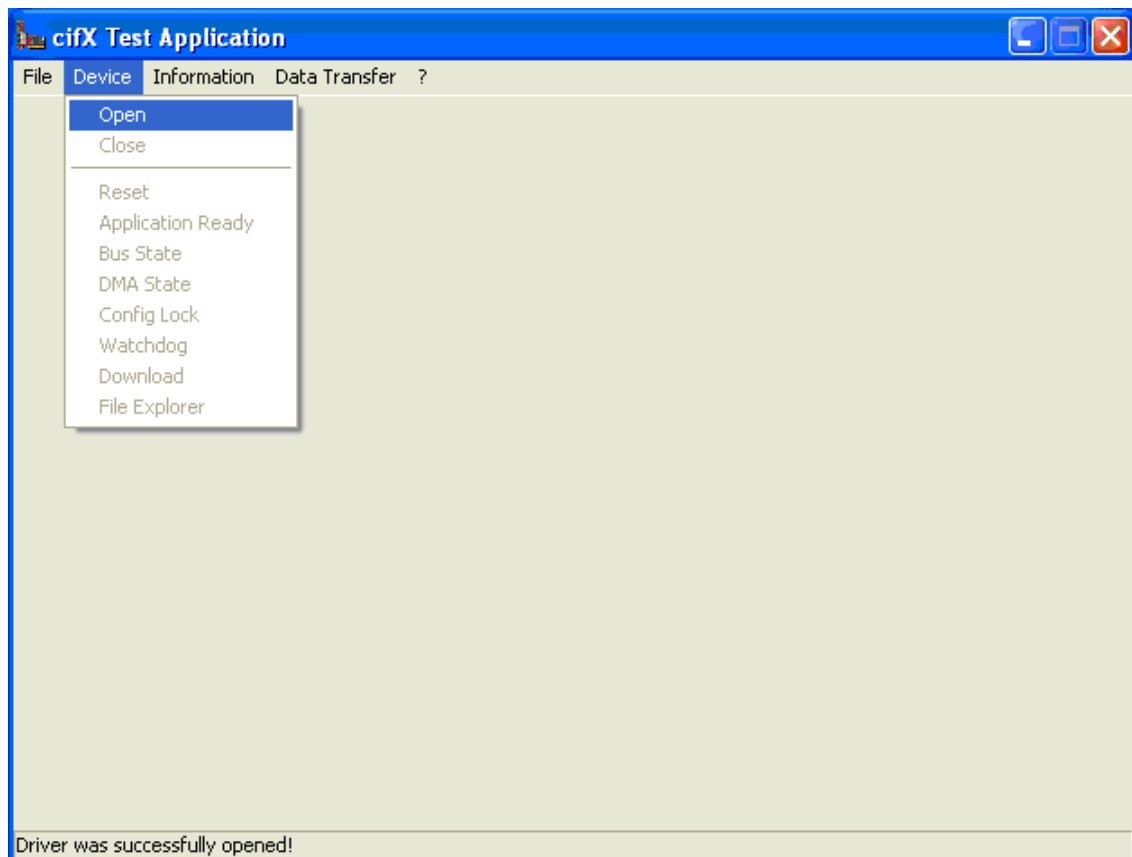 cifX Test Application
File Device Information Data Transfer ?
Open
Close
Reset
Application Ready
Bus State
DMA State
Config Lock
Watchdog
Download
File Explorer
Driver was successfully opened!